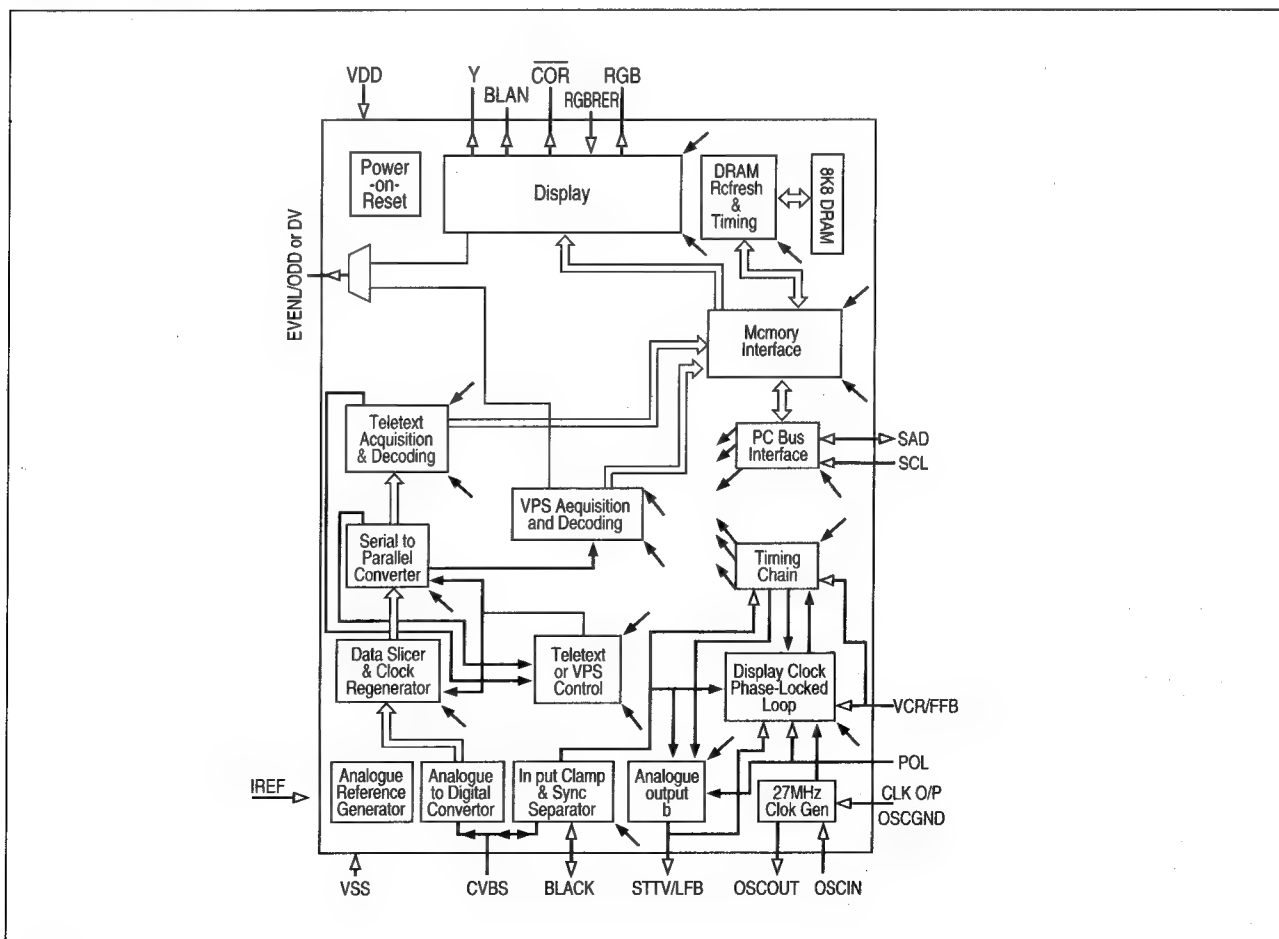 VDD
Y
BLAN
COR
RGBRER
RGB
Power
-on-
Reset
Display
DRAM
Rcfresh
&
Timing
8K8 DRAM
EVENL/ODD or DV
Mcmory
Interface
Teletext
Acquisition
& Decoding
PC Bus
Interface
SAD
SCL
VPS Aequisition
and Decoding
Serial to
Parallel
Converter
Timing
Chain
Data Slicer
& Clock
Regenerator
Teletext
or VPS
Control
Display Clock
Phase-Locked
Loop
VCR/FFB
POL
IREF
Analogue
Reference
Generator
Analogue
to Digital
Convertor
In put Clamp
& Sync
Separator
Analogue
output
b
27MHz
Clok Gen
CLK O/P
OSCGND
VSS
CVBS
BLACK
STTV/LFB
OSCOUT
OSCIN